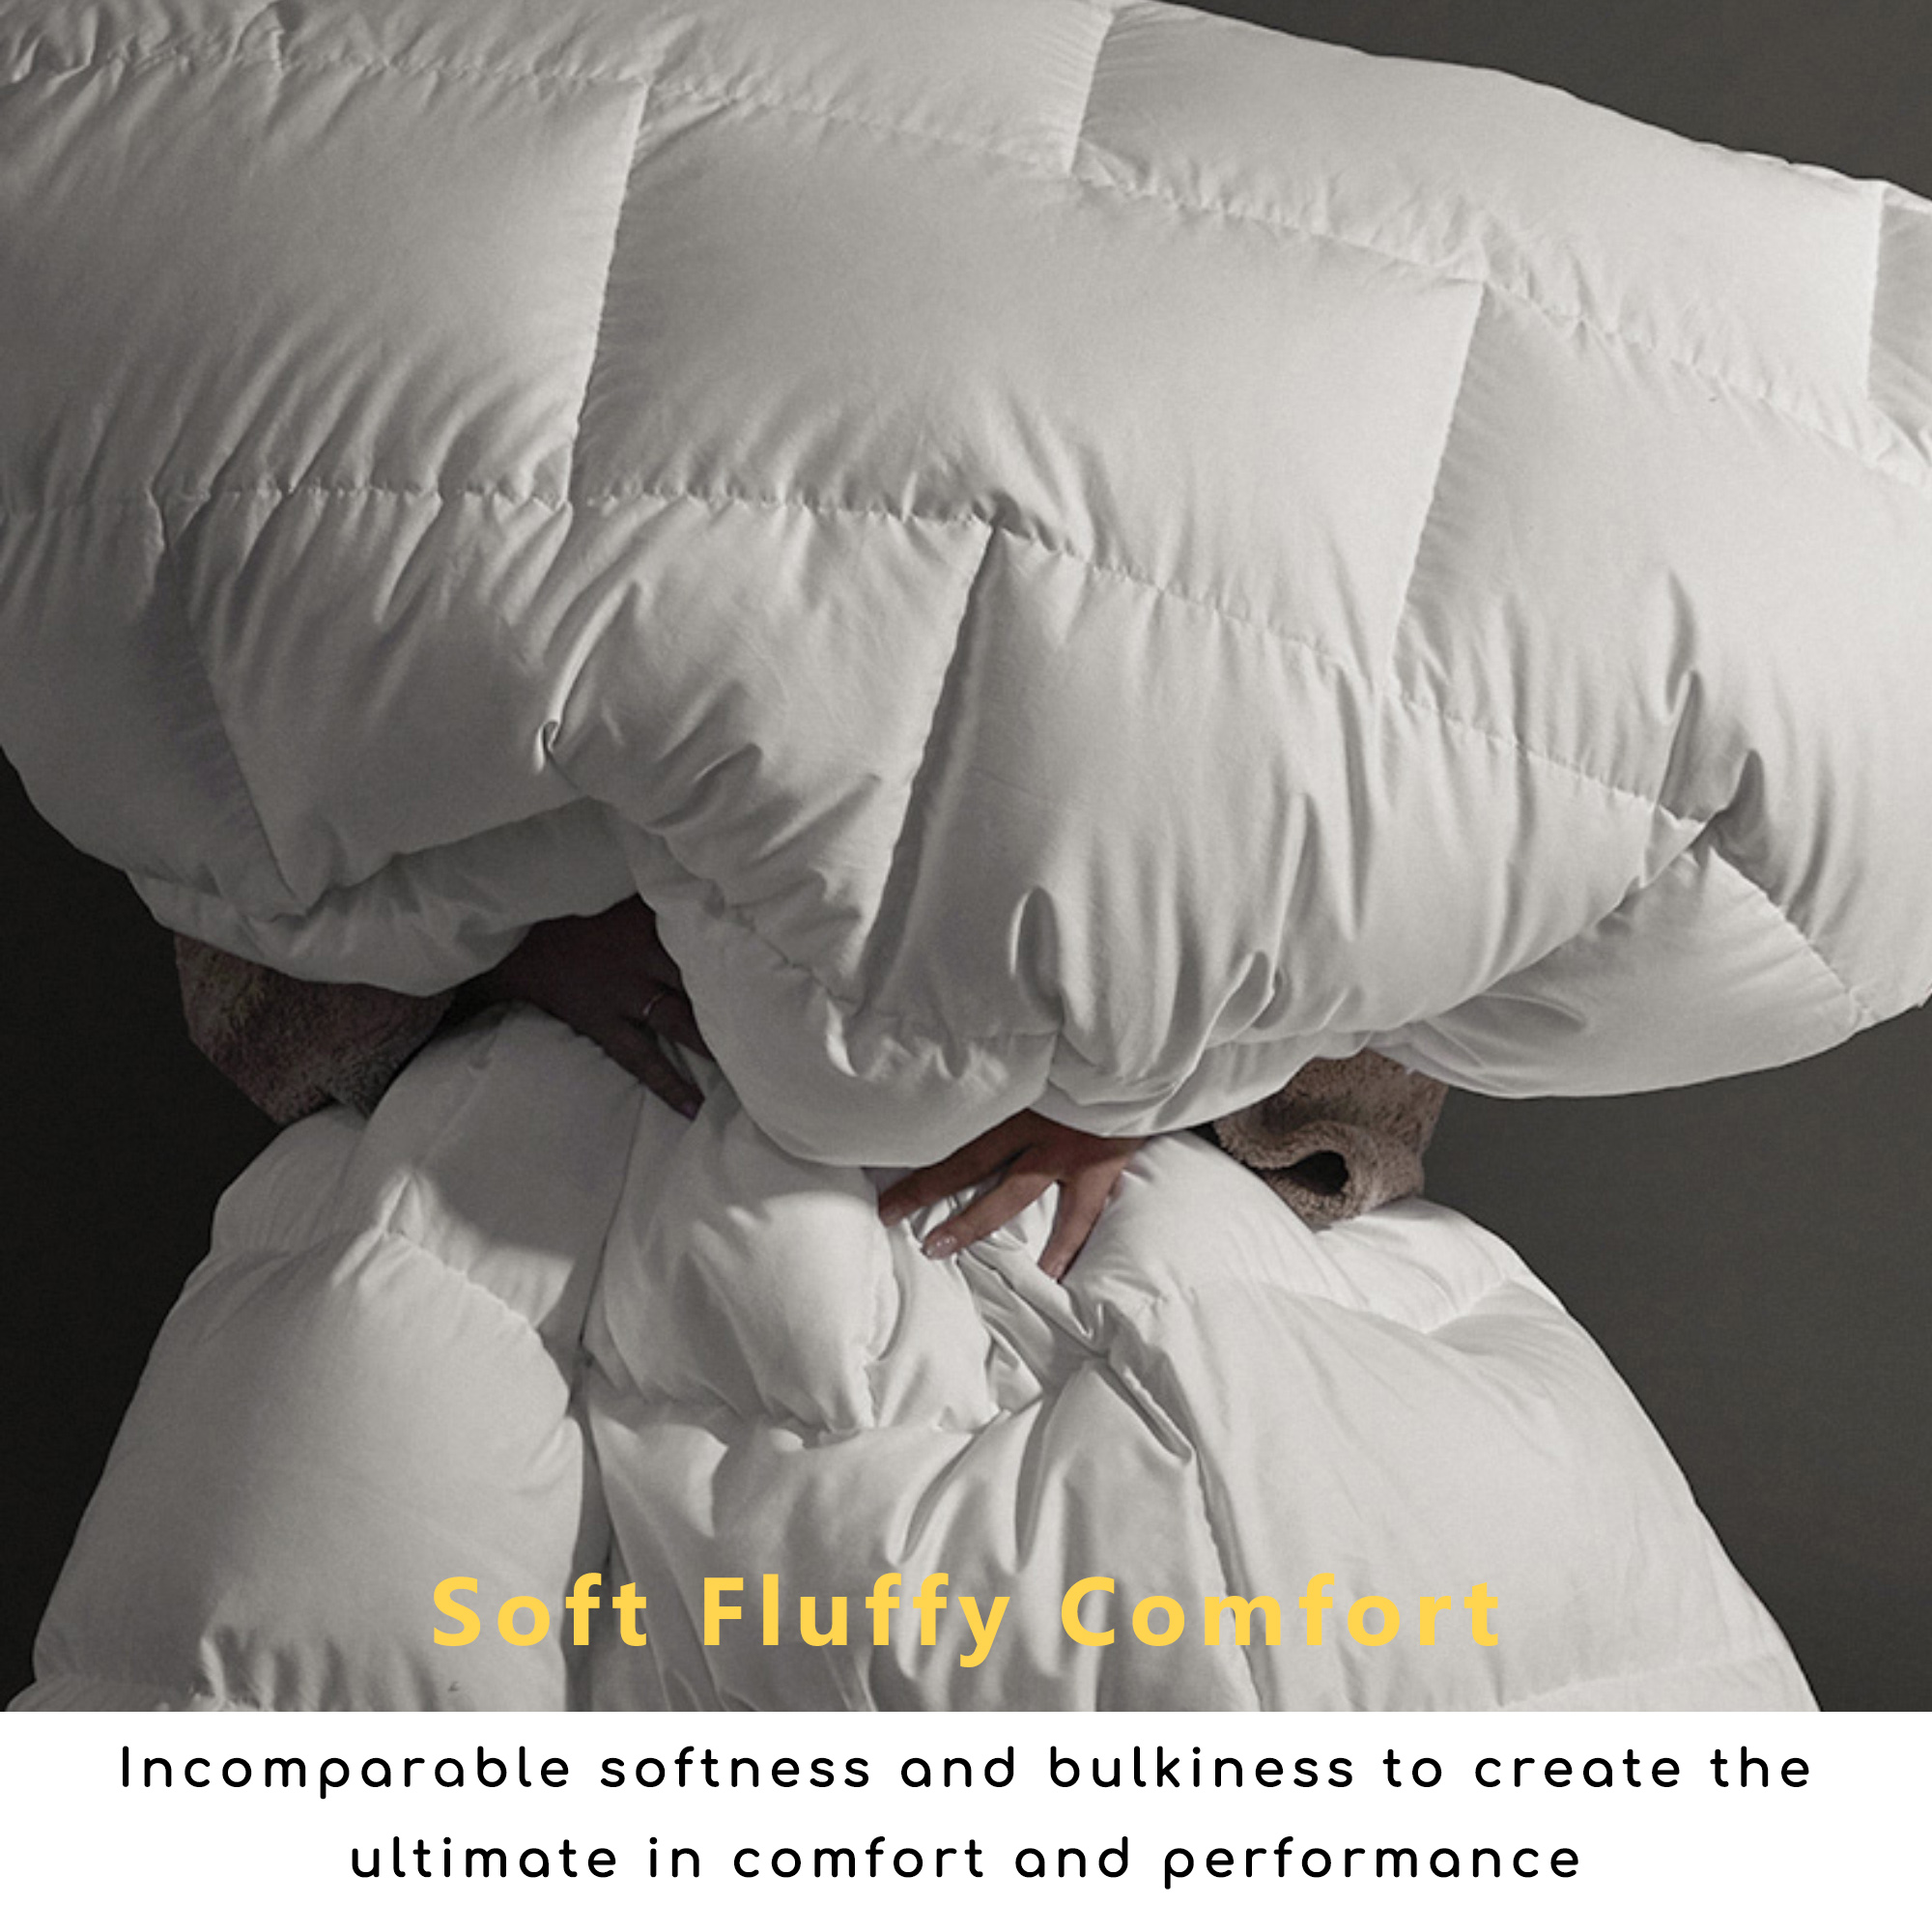 Soft Fluffy Comfort
Incomparable softness and bulkiness to create the
ultimate in comfort and performance